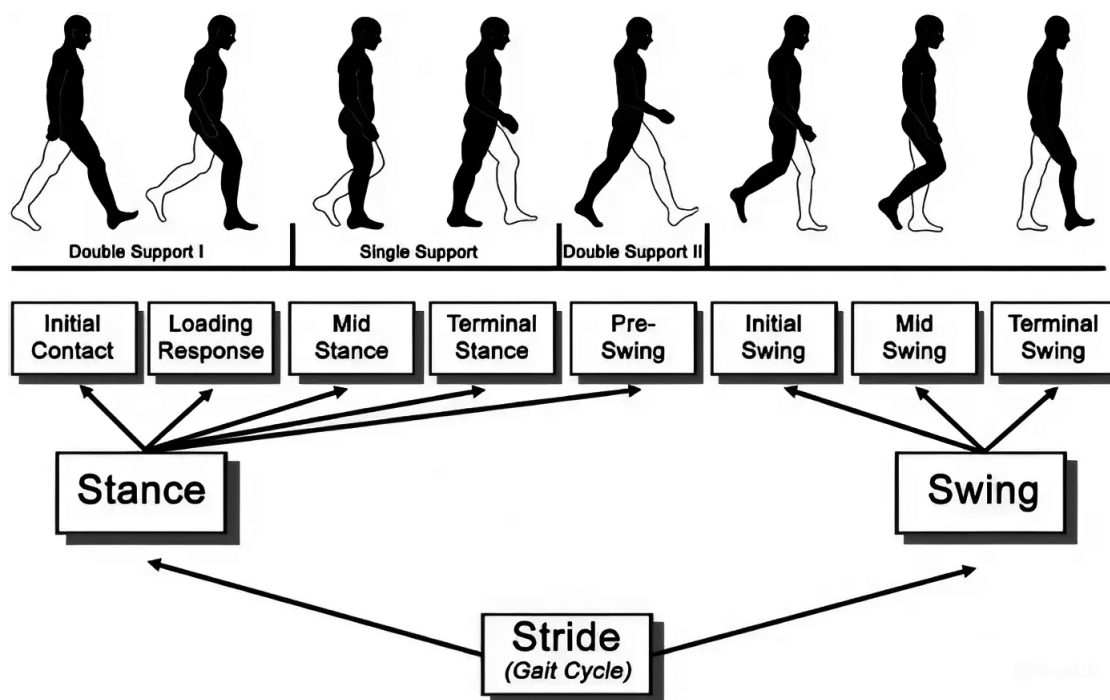 Double Support I
Single Support
Double Support II
Initial
Contact
Loading
Response
Mid
Stance
Terminal
Stance
Pre-
Swing
Initial
Swing
Mid
Swing
Terminal
Swing
Stance
Swing
Stride
(Gait Cycle)